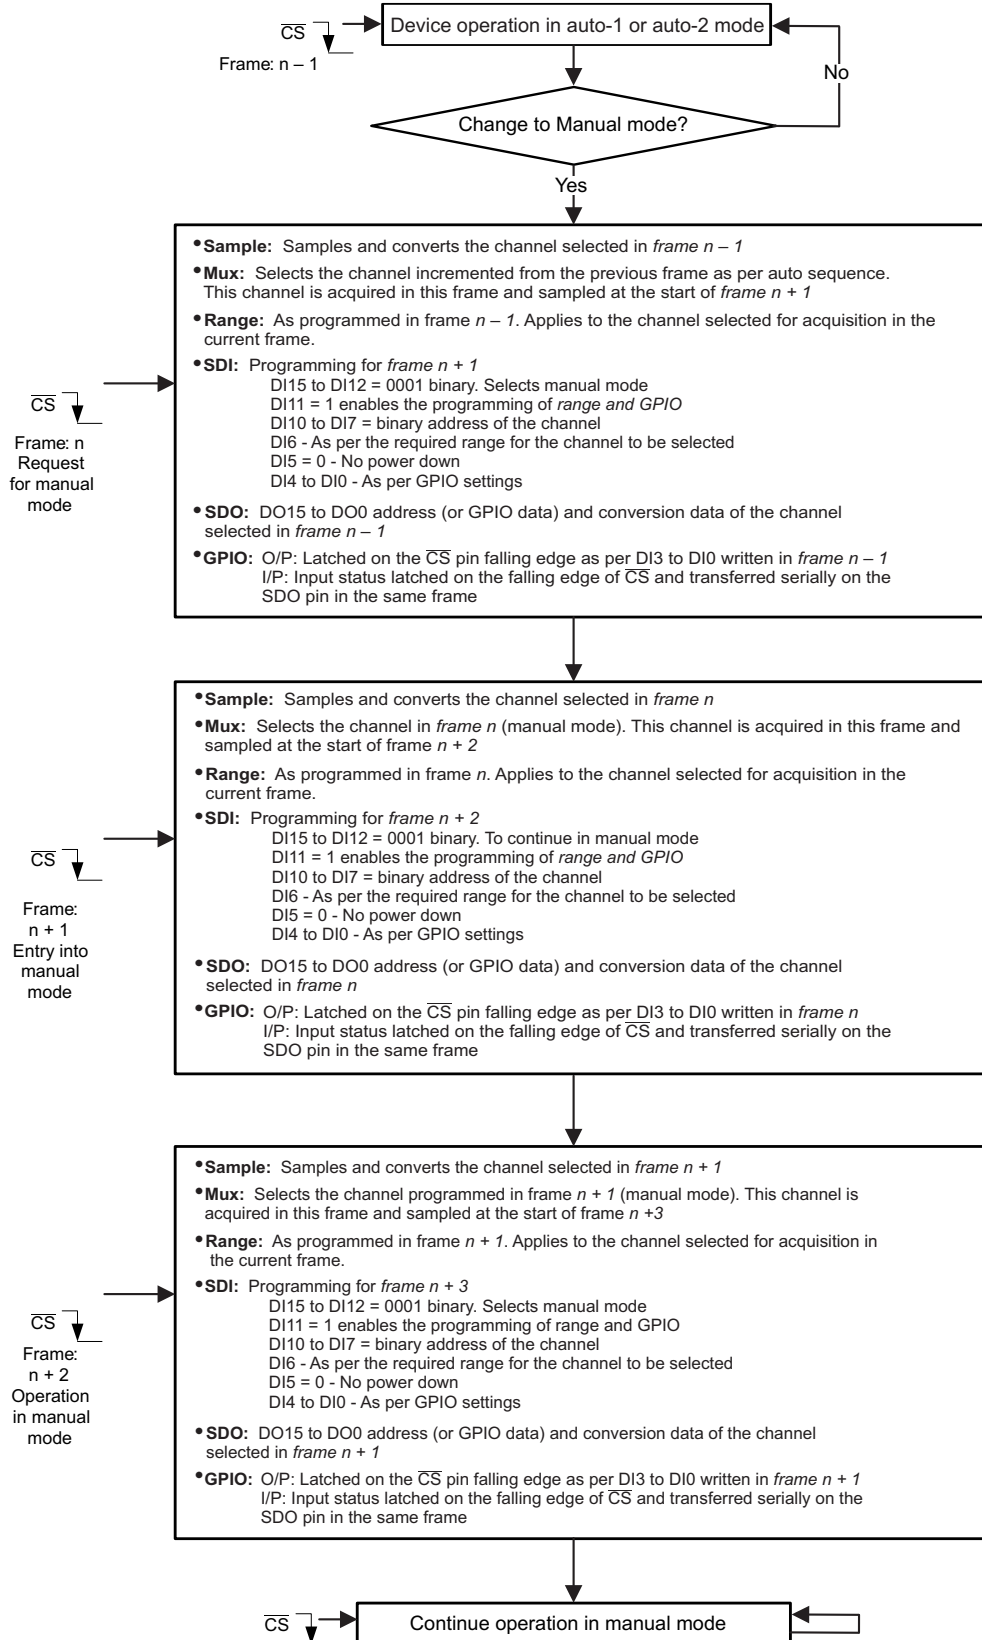 Device operation in auto-1 or auto-2 mode
CS
Frame: n – 1
No
Change to Manual mode?
Yes
•Sample: Samples and converts the channel selected in frame n – 1
•Mux: Selects the channel incremented from the previous frame as per auto sequence.
This channel is acquired in this frame and sampled at the start of frame n + 1
•Range: As programmed in frame n – 1. Applies to the channel selected for acquisition in the
current frame.
•SDI: Programming for frame n + 1
DI15 to DI12 = 0001 binary. Selects manual mode
DI11 = 1 enables the programming of range and GPIO
DI10 to DI7 = binary address of the channel
DI6 - As per the required range for the channel to be selected
DI5 = 0 - No power down
DI4 to DI0 - As per GPIO settings
•SDO: DO15 to DO0 address (or GPIO data) and conversion data of the channel
selected in frame n – 1
•GPIO: O/P: Latched on the CS pin falling edge as per DI3 to DI0 written in frame n – 1
I/P: Input status latched on the falling edge of CS and transferred serially on the
SDO pin in the same frame
CS
Frame: n
Request
for manual
mode
•Sample: Samples and converts the channel selected in frame n
•Mux: Selects the channel in frame n (manual mode). This channel is acquired in this frame and
sampled at the start of frame n + 2
•Range: As programmed in frame n. Applies to the channel selected for acquisition in the
current frame.
•SDI: Programming for frame n + 2
DI15 to DI12 = 0001 binary. To continue in manual mode
DI11 = 1 enables the programming of range and GPIO
DI10 to DI7 = binary address of the channel
DI6 - As per the required range for the channel to be selected
DI5 = 0 - No power down
DI4 to DI0 - As per GPIO settings
•SDO: DO15 to DO0 address (or GPIO data) and conversion data of the channel
selected in frame n
•GPIO: O/P: Latched on the CS pin falling edge as per DI3 to DI0 written in frame n
I/P: Input status latched on the falling edge of CS and transferred serially on the
SDO pin in the same frame
CS
Frame:
n + 1
Entry into
manual
mode
•Sample: Samples and converts the channel selected in frame n + 1
•Mux: Selects the channel programmed in frame n + 1 (manual mode). This channel is
acquired in this frame and sampled at the start of frame n +3
•Range: As programmed in frame n + 1. Applies to the channel selected for acquisition in
the current frame.
•SDI: Programming for frame n + 3
DI15 to DI12 = 0001 binary. Selects manual mode
DI11 = 1 enables the programming of range and GPIO
DI10 to DI7 = binary address of the channel
DI6 - As per the required range for the channel to be selected
DI5 = 0 - No power down
DI4 to DI0 - As per GPIO settings
•SDO: DO15 to DO0 address (or GPIO data) and conversion data of the channel
selected in frame n + 1
•GPIO: O/P: Latched on the CS pin falling edge as per DI3 to DI0 written in frame n + 1
I/P: Input status latched on the falling edge of CS and transferred serially on the
SDO pin in the same frame
CS
Frame:
n + 2
Operation
in manual
mode
CS
Continue operation in manual mode